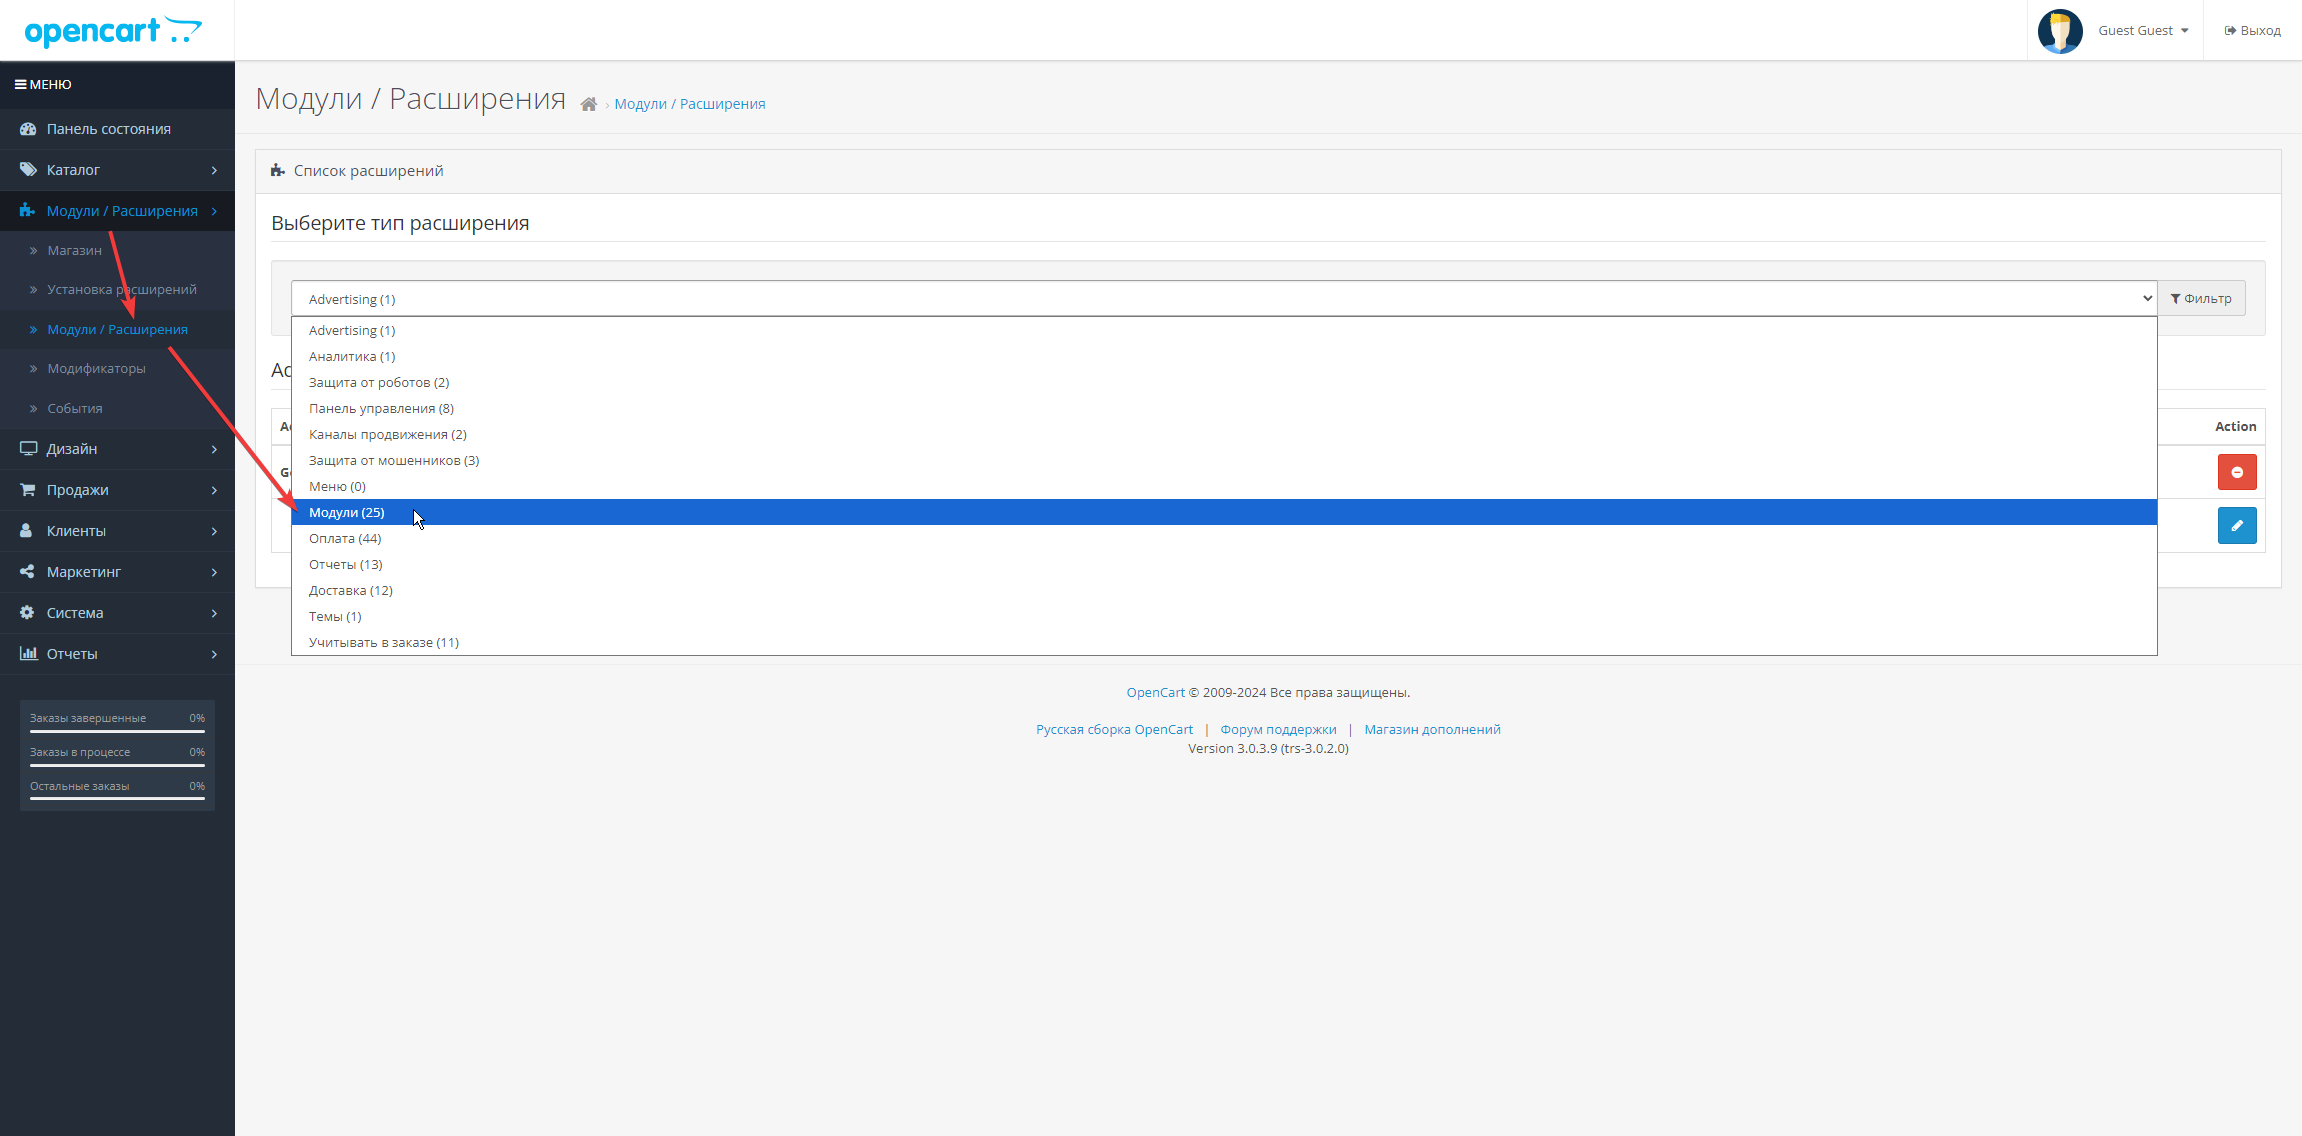 opencart
Guest Guest
Выход
МЕНЮ
Панель состояния
Каталог
Модули / Расширения
Магазин
Установка расширений
Модули / Расширения
Модификаторы
События
Дизайн
Продажи
Клиенты
Маркетинг
Система
Отчеты
Заказы завершенные 0%
Заказы в процессе 0%
Остальные заказы 0%
Модули / Расширения
› Модули / Расширения
Список расширений
Выберите тип расширения
Advertising (1)
Фильтр
Advertising (1)
Аналитика (1)
Защита от роботов (2)
Панель управления (8)
Каналы продвижения (2)
Защита от мошенников (3)
Меню (0)
Модули (25)
Оплата (44)
Отчеты (13)
Доставка (12)
Темы (1)
Учитывать в заказе (11)
Action
OpenCart © 2009-2024 Все права защищены.
Русская сборка OpenCart | Форум поддержки | Магазин дополнений
Version 3.0.3.9 (trs-3.0.2.0)